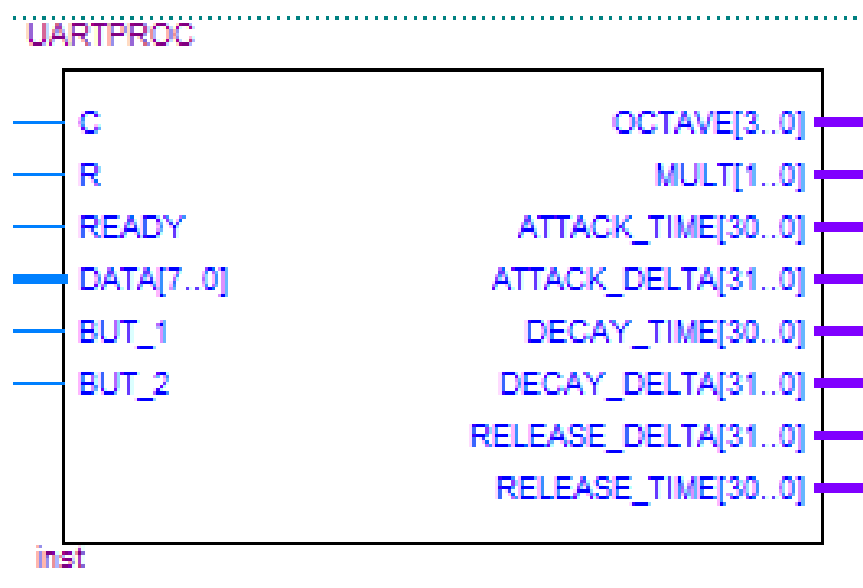 UARTPROC
C
OCTAVE[3..0]
R
MULT[1..0]
READY
ATTACK_TIME[30..0]
DATA[7..0]
ATTACK_DELTA[31..0]
BUT_1
DECAY_TIME[30..0]
BUT_2
DECAY_DELTA[31..0]
RELEASE_DELTA[31..0]
RELEASE_TIME[30..0]
inst